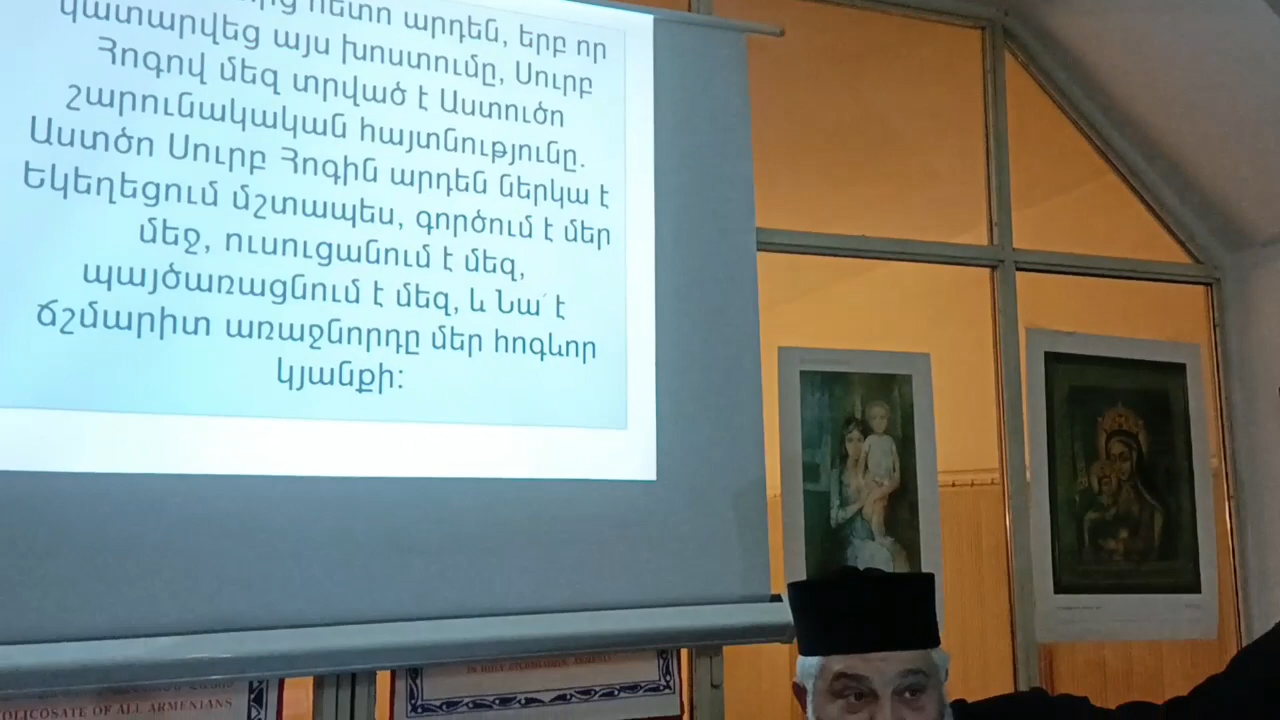 հետո արդեն, երբ որ
կատարվեց այս խոստումը, Սուրբ
Հոգով մեզ տրված է Աստուծո
շարունակական հայտնությունը.
Աստծո Սուրբ Հոգին արդեն ներկա է
Եկեղեցում մշտապես, գործում է մեր
մեջ, ուսուցանում է մեզ,
պայծառացնում է մեզ, և Նա՛ է
ճշմարիտ առաջնորդը մեր հոգևոր
կյանքի:
OF ALL ARMENIANS
IN HOLY